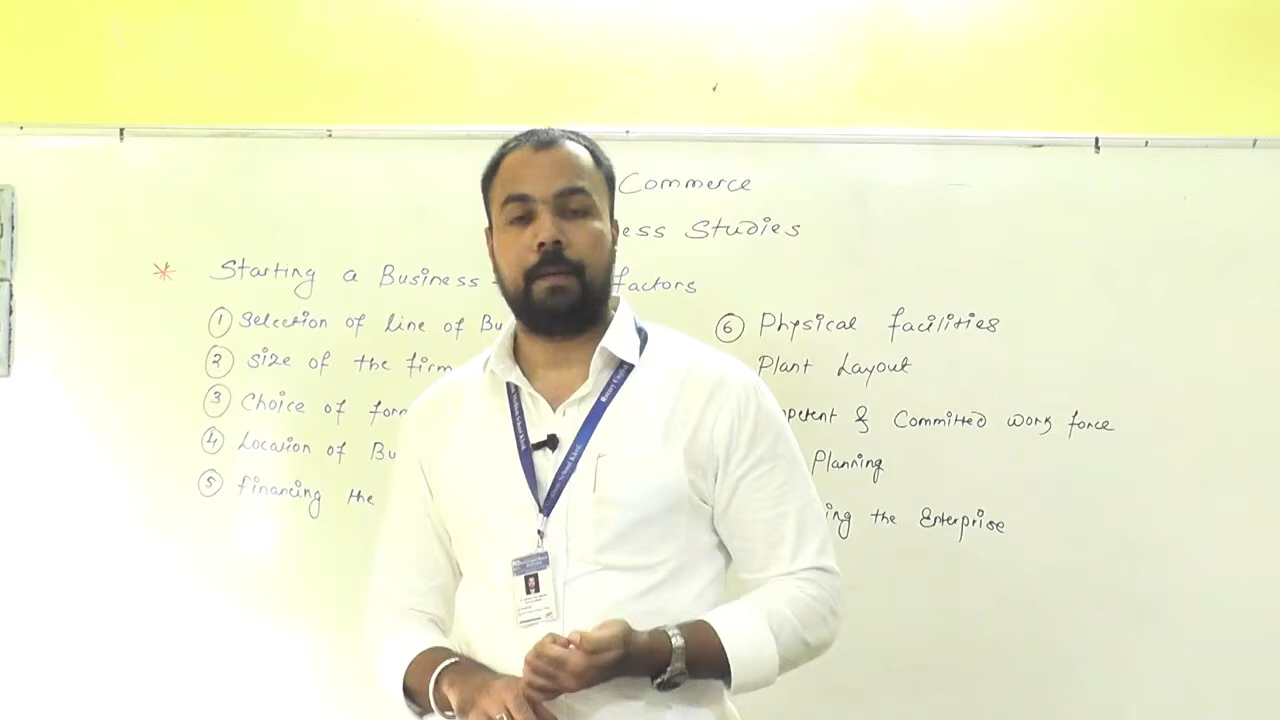 Commerce
ess Studies
* Starting a Business - factors
① Selection of line of Bu
② Size of the firm
③ Choice of for
④ Location of Bu
⑤ financing the
⑥ Physical facilities
Plant Layout
petent & Committed work force
Planning
ing the Enterprise